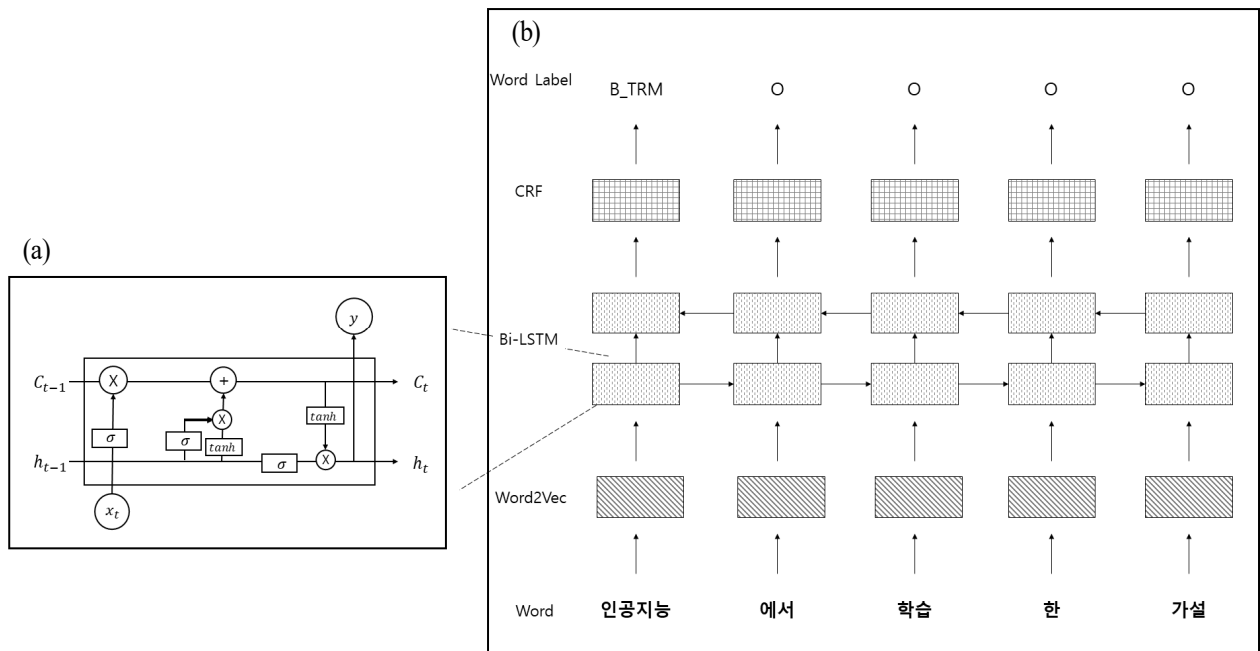 (a)
y
C_{t-1} X + C_t
tanh
X
σ σ tanh
h_{t-1} σ X h_t
x_t
(b)
Word Label B_TRM O O O O
CRF
Bi-LSTM
Word2Vec
Word 인공지능 에서 학습 한 가설